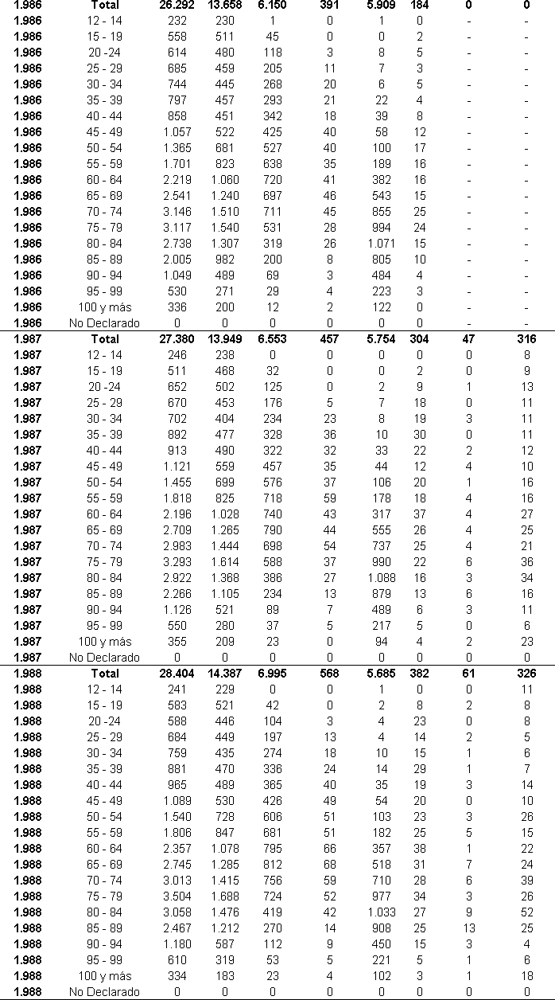 1.986 Total 26.292 13.658 6.150 391 5.909 184 0 0
1.986 12 - 14 232 230 1 0 1 0 - -
1.986 15 - 19 558 511 45 0 0 2 - -
1.986 20 -24 614 480 118 3 8 5 - -
1.986 25 - 29 685 459 205 11 7 3 - -
1.986 30 - 34 744 445 268 20 6 5 - -
1.986 35 - 39 797 457 293 21 22 4 - -
1.986 40 - 44 858 451 342 18 39 8 - -
1.986 45 - 49 1.057 522 425 40 58 12 - -
1.986 50 - 54 1.365 681 527 40 100 17 - -
1.986 55 - 59 1.701 823 638 35 189 16 - -
1.986 60 - 64 2.219 1.060 720 41 382 16 - -
1.986 65 - 69 2.541 1.240 697 46 543 15 - -
1.986 70 - 74 3.146 1.510 711 45 855 25 - -
1.986 75 - 79 3.117 1.540 531 28 994 24 - -
1.986 80 - 84 2.738 1.307 319 26 1.071 15 - -
1.986 85 - 89 2.005 982 200 8 805 10 - -
1.986 90 - 94 1.049 489 69 3 484 4 - -
1.986 95 - 99 530 271 29 4 223 3 - -
1.986 100 y más 336 200 12 2 122 0 - -
1.986 No Declarado 0 0 0 0 0 0 - -
1.987 Total 27.380 13.949 6.553 457 5.754 304 47 316
1.987 12 - 14 246 238 0 0 0 0 0 8
1.987 15 - 19 511 468 32 0 0 2 0 9
1.987 20 -24 652 502 125 0 2 9 1 13
1.987 25 - 29 670 453 176 5 7 18 0 11
1.987 30 - 34 702 404 234 23 8 19 3 11
1.987 35 - 39 892 477 328 36 10 30 0 11
1.987 40 - 44 913 490 322 32 33 22 2 12
1.987 45 - 49 1.121 559 457 35 44 12 4 10
1.987 50 - 54 1.455 699 576 37 106 20 1 16
1.987 55 - 59 1.818 825 718 59 178 18 4 16
1.987 60 - 64 2.196 1.028 740 43 317 37 4 27
1.987 65 - 69 2.709 1.265 790 44 555 26 4 25
1.987 70 - 74 2.983 1.444 698 54 737 25 4 21
1.987 75 - 79 3.293 1.614 588 37 990 22 6 36
1.987 80 - 84 2.922 1.368 386 27 1.088 16 3 34
1.987 85 - 89 2.266 1.105 234 13 879 13 6 16
1.987 90 - 94 1.126 521 89 7 489 6 3 11
1.987 95 - 99 550 280 37 5 217 5 0 6
1.987 100 y más 355 209 23 0 94 4 2 23
1.987 No Declarado 0 0 0 0 0 0 0 0
1.988 Total 28.404 14.387 6.995 568 5.685 382 61 326
1.988 12 - 14 241 229 0 0 1 0 0 11
1.988 15 - 19 583 521 42 0 2 8 2 8
1.988 20 -24 588 446 104 3 4 23 0 8
1.988 25 - 29 684 449 197 13 4 14 2 5
1.988 30 - 34 759 435 274 18 10 15 1 6
1.988 35 - 39 881 470 336 24 14 29 1 7
1.988 40 - 44 965 489 365 40 35 19 3 14
1.988 45 - 49 1.089 530 426 49 54 20 0 10
1.988 50 - 54 1.540 728 606 51 103 23 3 26
1.988 55 - 59 1.806 847 681 51 182 25 5 15
1.988 60 - 64 2.357 1.078 795 66 357 38 1 22
1.988 65 - 69 2.745 1.285 812 68 518 31 7 24
1.988 70 - 74 3.013 1.415 756 59 710 28 6 39
1.988 75 - 79 3.504 1.688 724 52 977 34 3 26
1.988 80 - 84 3.058 1.476 419 42 1.033 27 9 52
1.988 85 - 89 2.467 1.212 270 14 908 25 13 25
1.988 90 - 94 1.180 587 112 9 450 15 3 4
1.988 95 - 99 610 319 53 5 221 5 1 6
1.988 100 y más 334 183 23 4 102 3 1 18
1.988 No Declarado 0 0 0 0 0 0 0 0